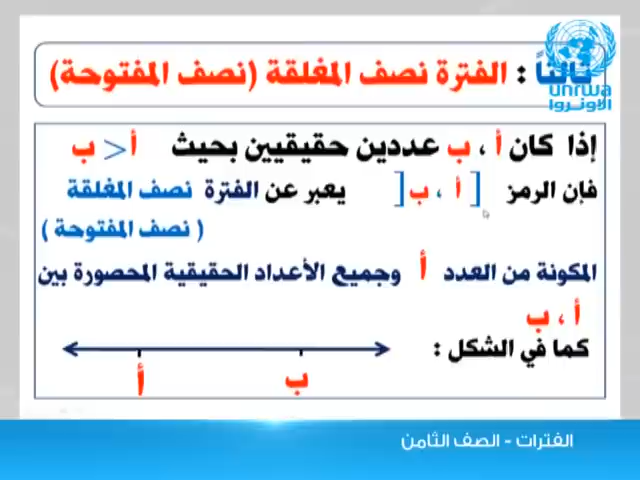 ثالثاً : الفترة نصف المغلقة (نصف المفتوحة)
unrwa
الأونروا
إذا كان أ ، ب عددين حقيقيين بحيث أ < ب
فإن الرمز [ أ ، ب [ يعبر عن الفترة نصف المغلقة
( نصف المفتوحة )
المكونة من العدد أ وجميع الأعداد الحقيقية المحصورة بين
أ ، ب
كما في الشكل :
أ ب
الفترات - الصف الثامن